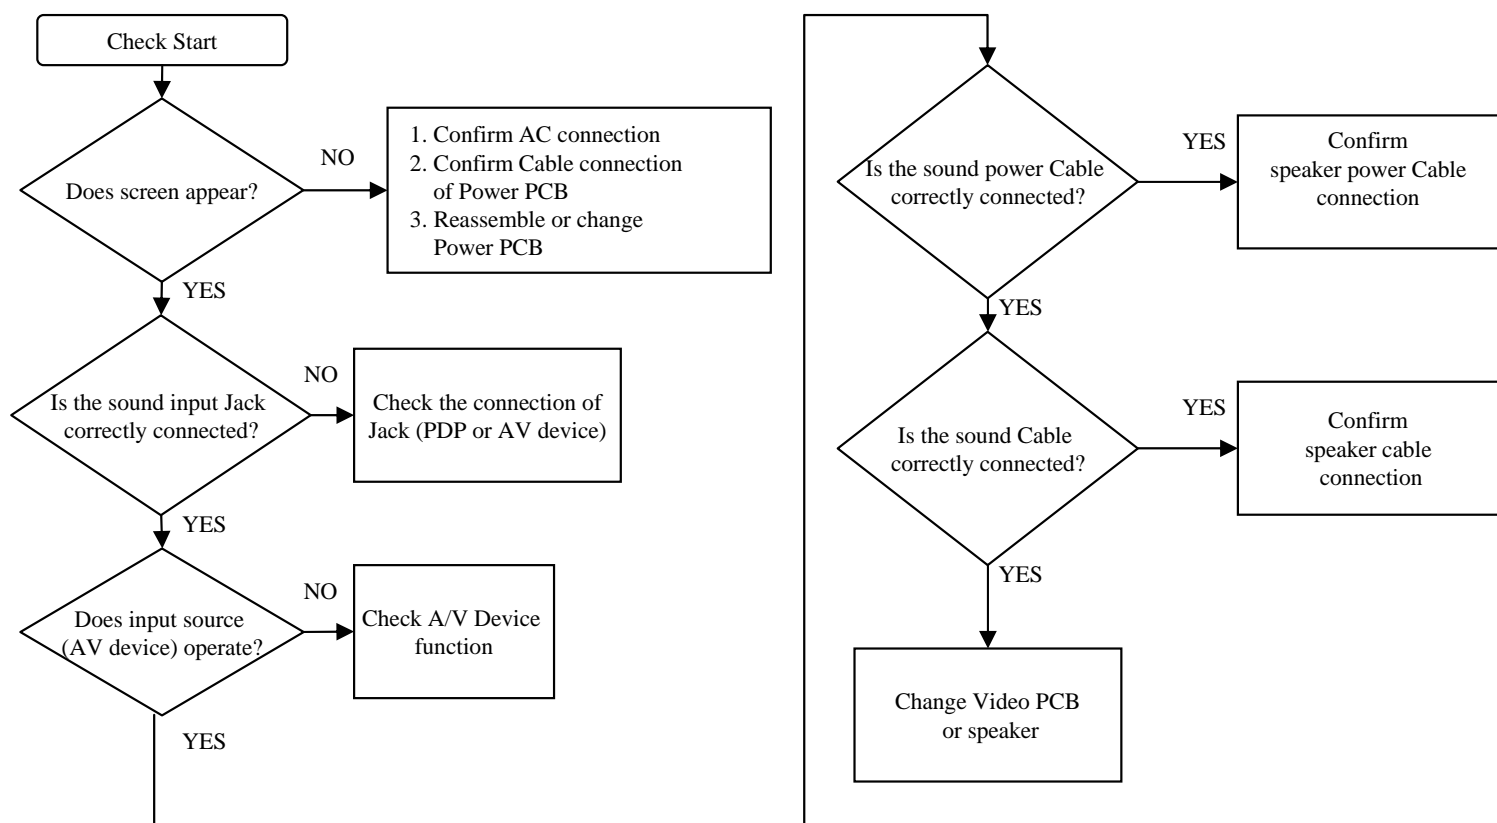 Check Start
Does screen appear?
NO
1. Confirm AC connection
2. Confirm Cable connection
of Power PCB
3. Reassemble or change
Power PCB
YES
Is the sound input Jack
correctly connected?
NO
Check the connection of
Jack (PDP or AV device)
YES
Does input source
(AV device) operate?
NO
Check A/V Device
function
YES
Is the sound power Cable
correctly connected?
YES
Confirm
speaker power Cable
connection
YES
Is the sound Cable
correctly connected?
YES
Confirm
speaker cable
connection
YES
Change Video PCB
or speaker